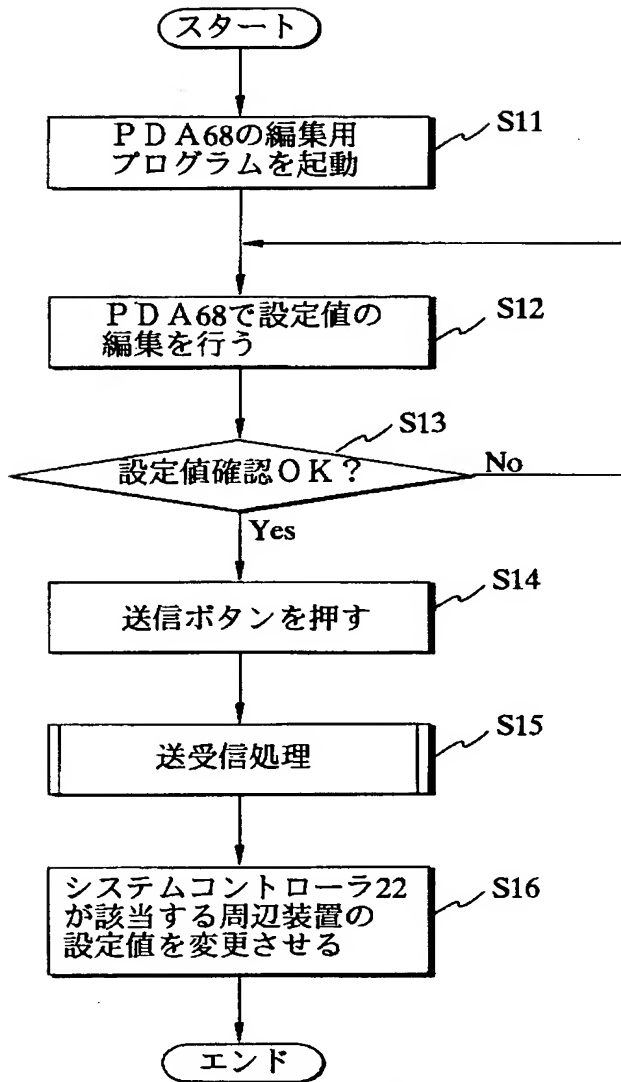 スタート
PDA68の編集用
プログラムを起動
S11
PDA68で設定値の
編集を行う
S12
S13
設定値確認OK?
No
Yes
送信ボタンを押す
S14
送受信処理
S15
システムコントローラ22
が該当する周辺装置の
設定値を変更させる
S16
エンド